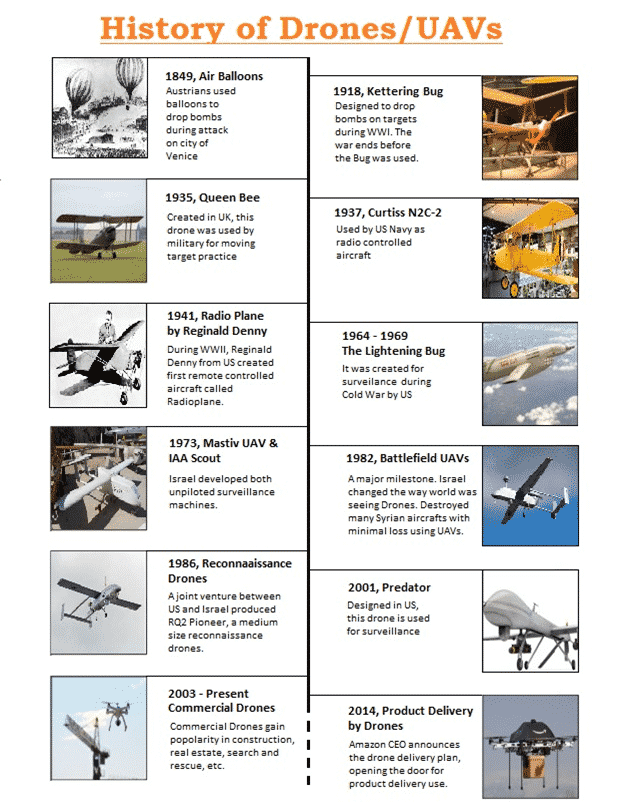 History of Drones/UAVs
1849, Air Balloons
Austrians used
balloons to
drop bombs
during attack
on city of
Venice
1918, Kettering Bug
Designed to drop
bombs on targets
during WWI. The
war ends before
the Bug was used.
1935, Queen Bee
Created in UK, this
drone was used by
military for moving
target practice
1937, Curtiss N2C-2
Used by US Navy as
radio controlled
aircraft
1941, Radio Plane
by Reginald Denny
During WWII, Reginald
Denny from US created
first remote controlled
aircraft called
Radioplane.
1964 - 1969
The Lightening Bug
It was created for
surveilance during
Cold War by US
1973, Mastiv UAV &
IAA Scout
Israel developed both
unpiloted surveillance
machines.
1982, Battlefield UAVs
A major milestone. Israel
changed the way world was
seeing Drones. Destroyed
many Syrian aircrafts with
minimal loss using UAVs.
1986, Reconnaaissance
Drones
A joint venture between
US and Israel produced
RQ2 Pioneer, a medium
size reconnaissance
drones.
2001, Predator
Designed in US,
this drone is used
for surveillance
2003 - Present
Commercial Drones
Commercial Drones gain
popolarity in construction,
real estate, search and
rescue, etc.
2014, Product Delivery
by Drones
Amazon CEO announces
the drone delivery plan,
opening the door for
product delivery use.